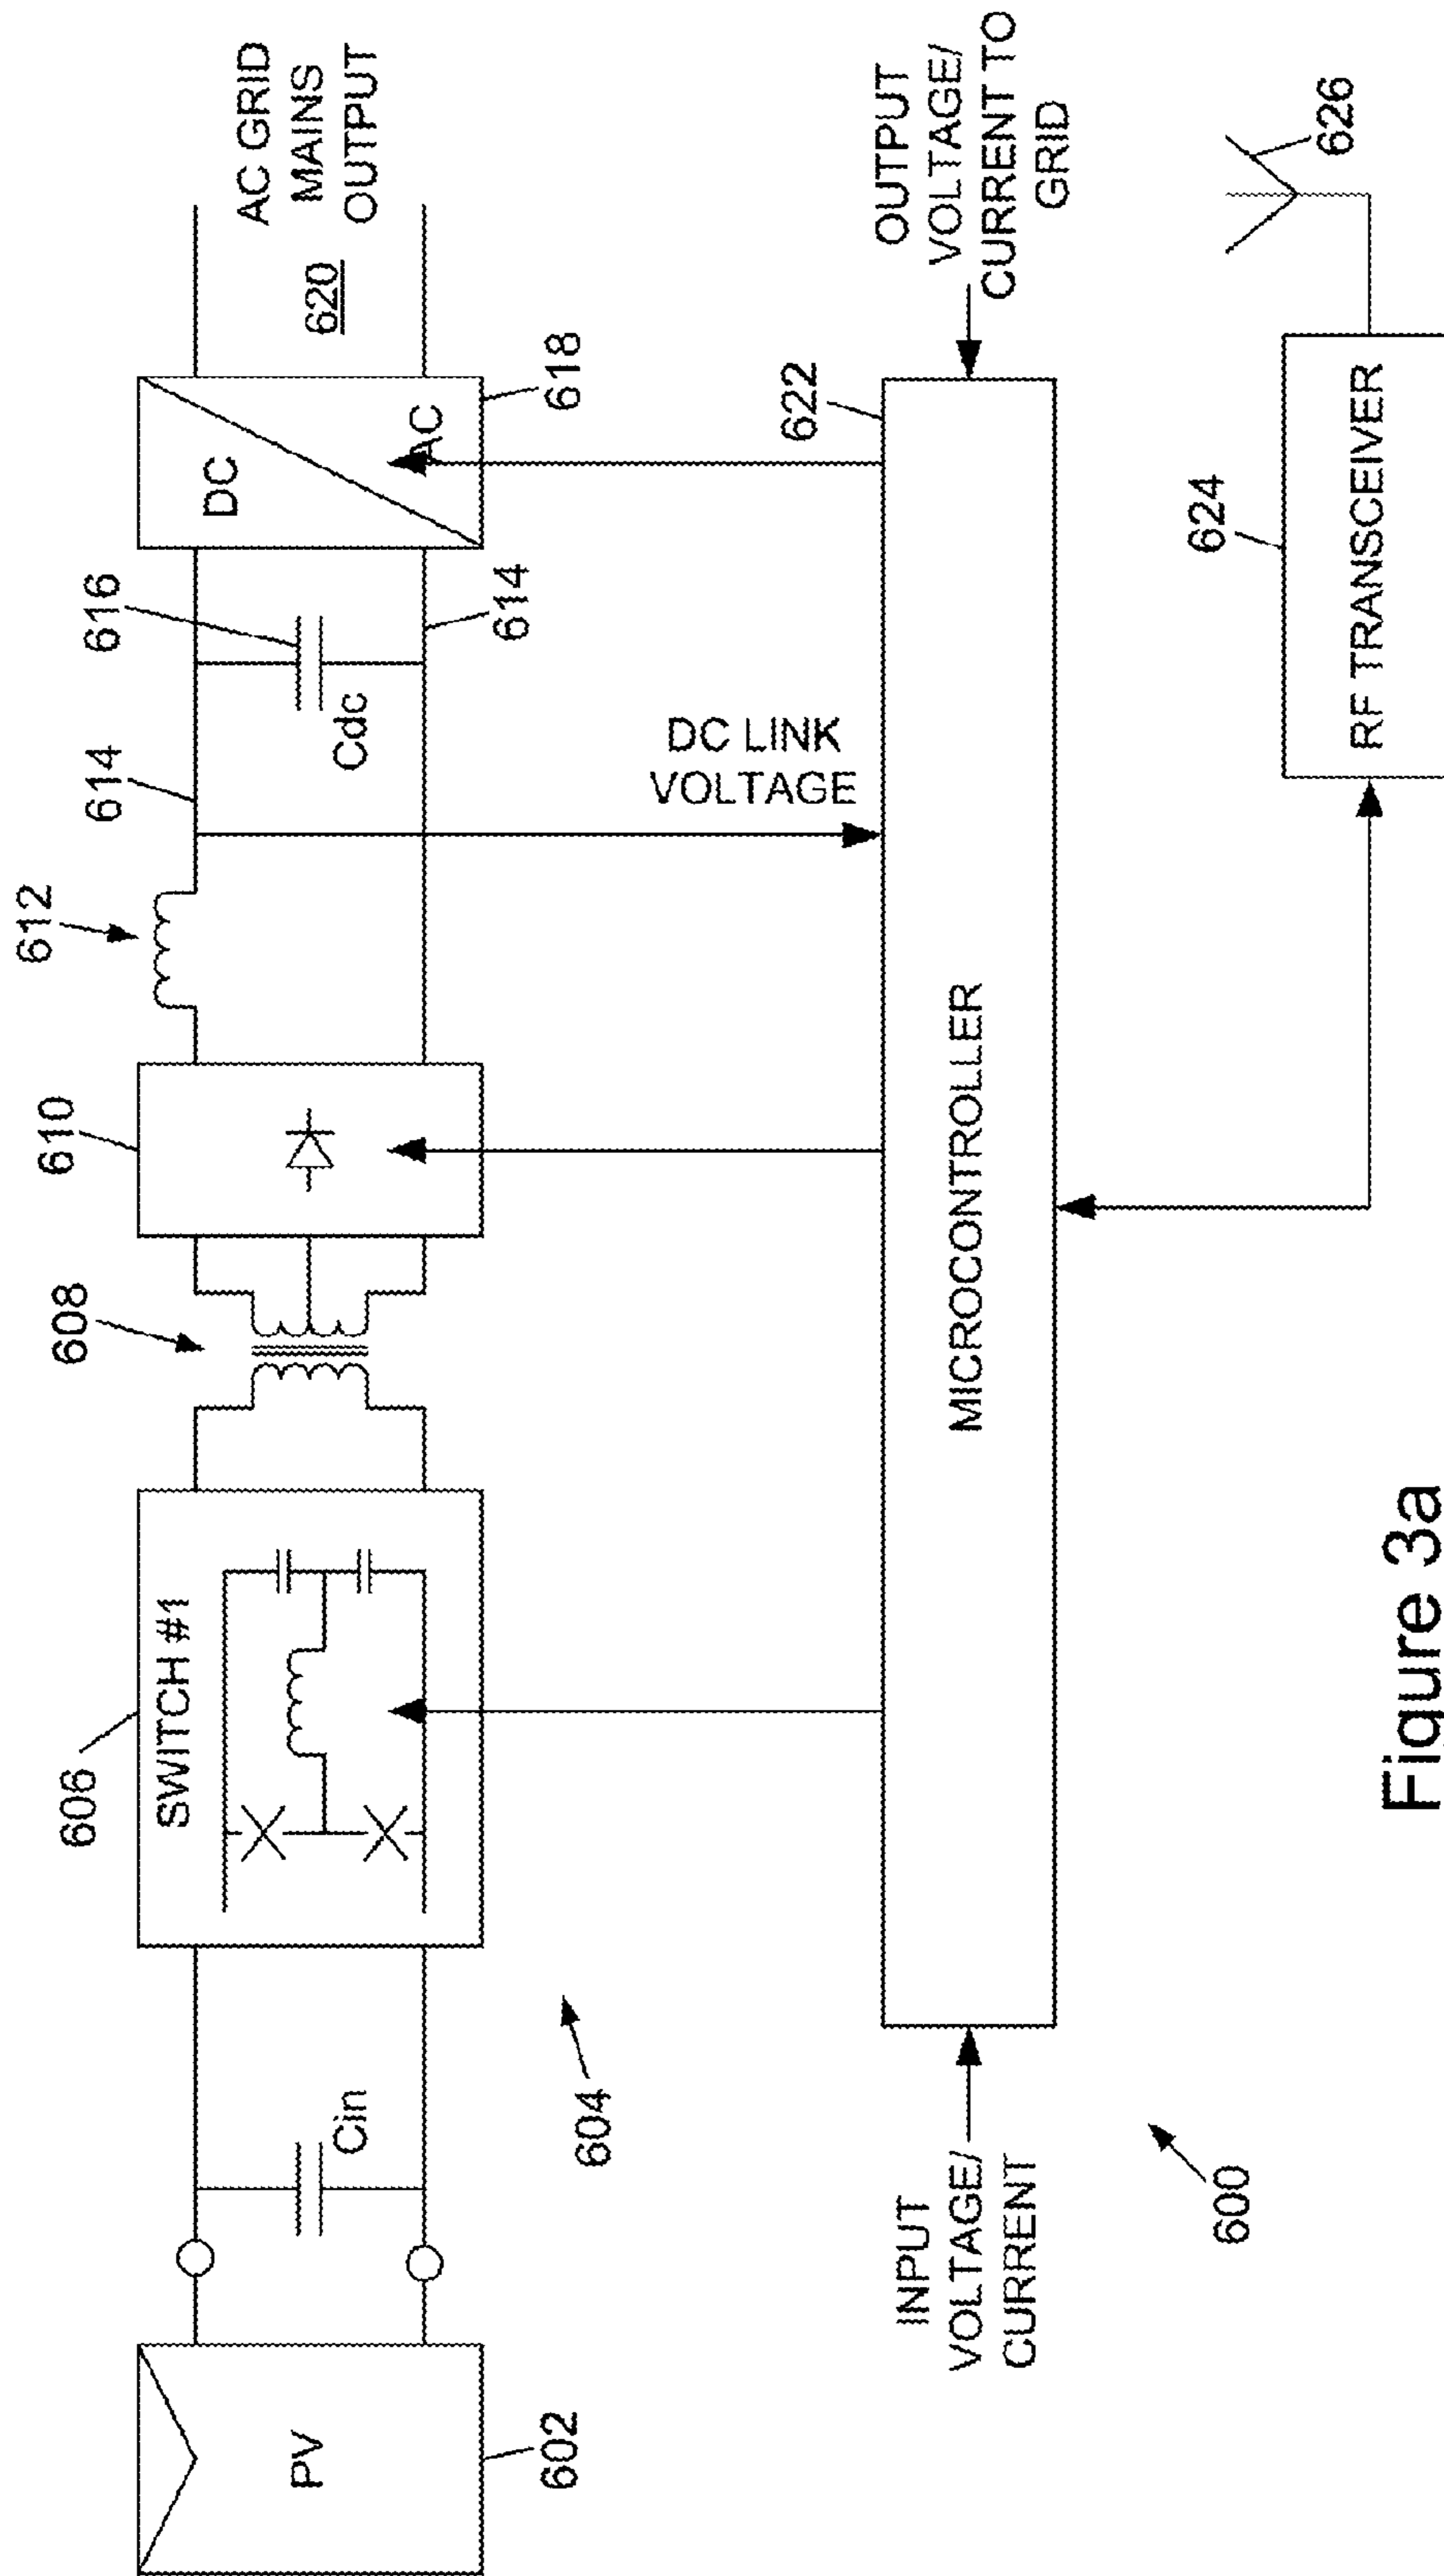 606
608
610
612
614
616
SWITCH #1
PV
Cin
Cdc
DC
AC
AC GRID
MAINS
OUTPUT
620
602
604
614
618
DC LINK
VOLTAGE
622
INPUT
VOLTAGE/
CURRENT
MICROCONTROLLER
OUTPUT
VOLTAGE/
CURRENT TO
GRID
600
624
626
RF TRANSCEIVER
Figure 3a